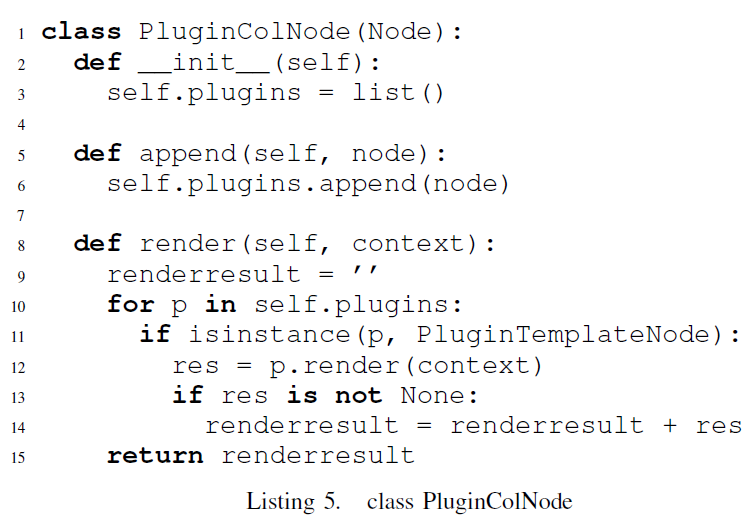 1 class PluginColNode(Node):
2   def __init__(self):
3     self.plugins = list()
4
5   def append(self, node):
6     self.plugins.append(node)
7
8   def render(self, context):
9     renderresult = ''
10     for p in self.plugins:
11       if isinstance(p, PluginTemplateNode):
12         res = p.render(context)
13         if res is not None:
14           renderresult = renderresult + res
15     return renderresult
Listing 5. class PluginColNode